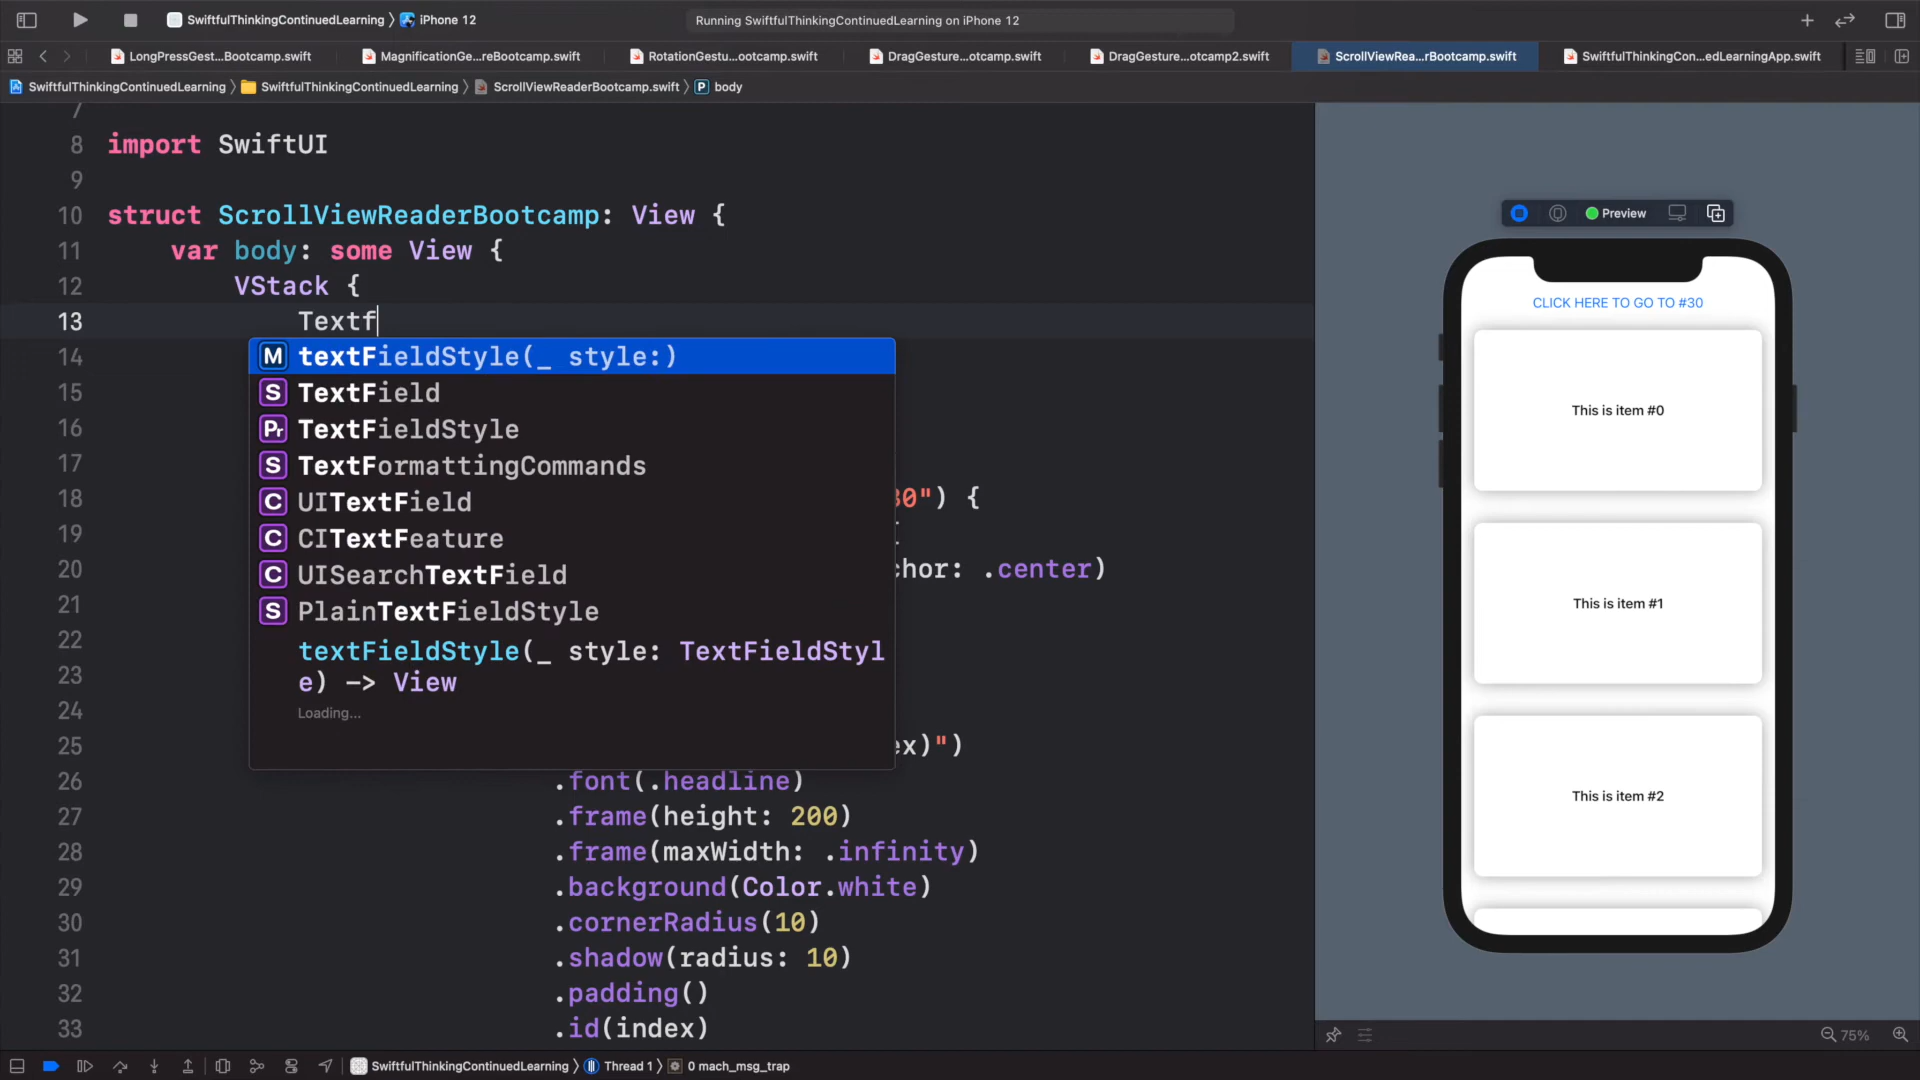 SwiftfulThinkingContinuedLearning 〉 iPhone 12
Running SwiftfulThinkingContinuedLearning on iPhone 12
LongPressGest...Bootcamp.swift
MagnificationGe...reBootcamp.swift
RotationGestu...ootcamp.swift
DragGesture...otcamp.swift
DragGesture...otcamp2.swift
ScrollViewRea...rBootcamp.swift
SwiftfulThinkingCon...edLearningApp.swift
SwiftfulThinkingContinuedLearning 〉 SwiftfulThinkingContinuedLearning 〉 ScrollViewReaderBootcamp.swift 〉 P body
7
8 import SwiftUI
9
10 struct ScrollViewReaderBootcamp: View {
11 var body: some View {
12 VStack {
13 Textf
14
M textFieldStyle(_ style:)
15
S TextField
16
Pr TextFieldStyle
17
S TextFormattingCommands
18 30") {
C UITextField
19
C CITextFeature
20 chor: .center)
C UISearchTextField
21
S PlainTextFieldStyle
22
textFieldStyle(_ style: TextFieldStyl
23
e) -> View
24
Loading...
25 ex)")
26 .font(.headline)
27 .frame(height: 200)
28 .frame(maxWidth: .infinity)
29 .background(Color.white)
30 .cornerRadius(10)
31 .shadow(radius: 10)
32 .padding()
33 .id(index)
Preview
CLICK HERE TO GO TO #30
This is item #0
This is item #1
This is item #2
75%
SwiftfulThinkingContinuedLearning 〉 Thread 1 〉 0 mach_msg_trap